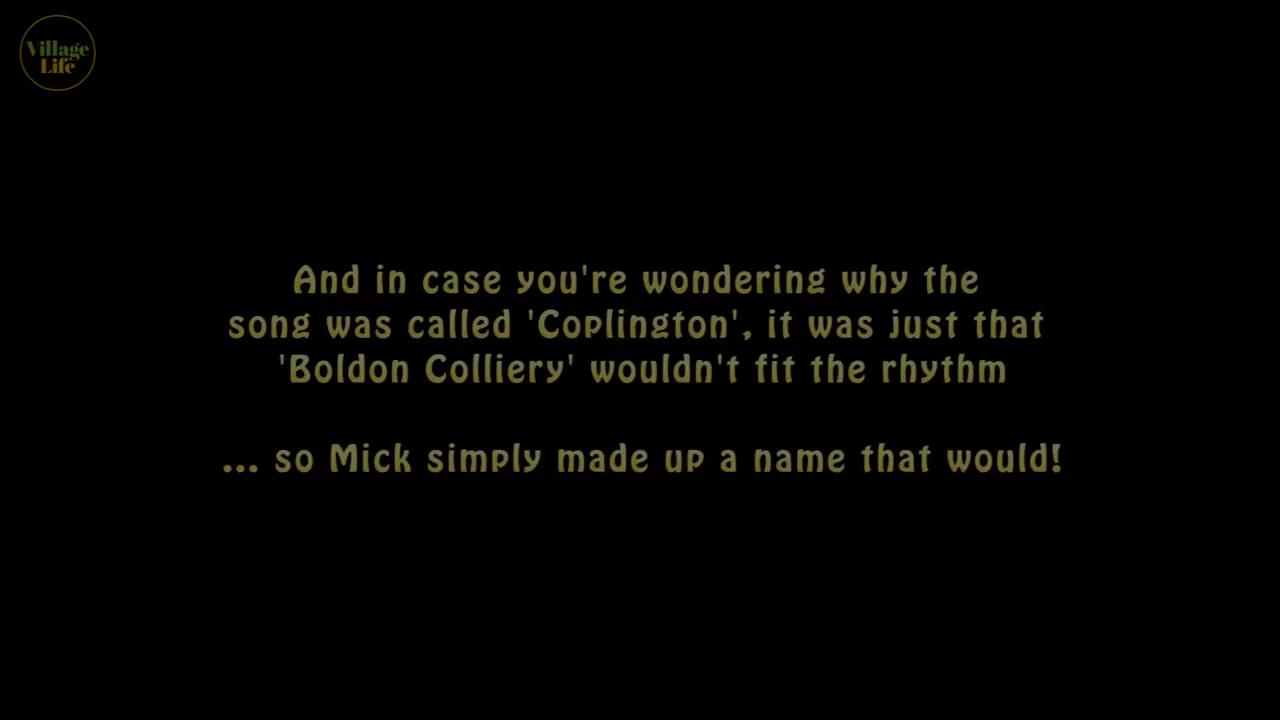 Village
Life
And in case you're wondering why the
song was called 'Coplington', it was just that
'Boldon Colliery' wouldn't fit the rhythm
... so Mick simply made up a name that would!